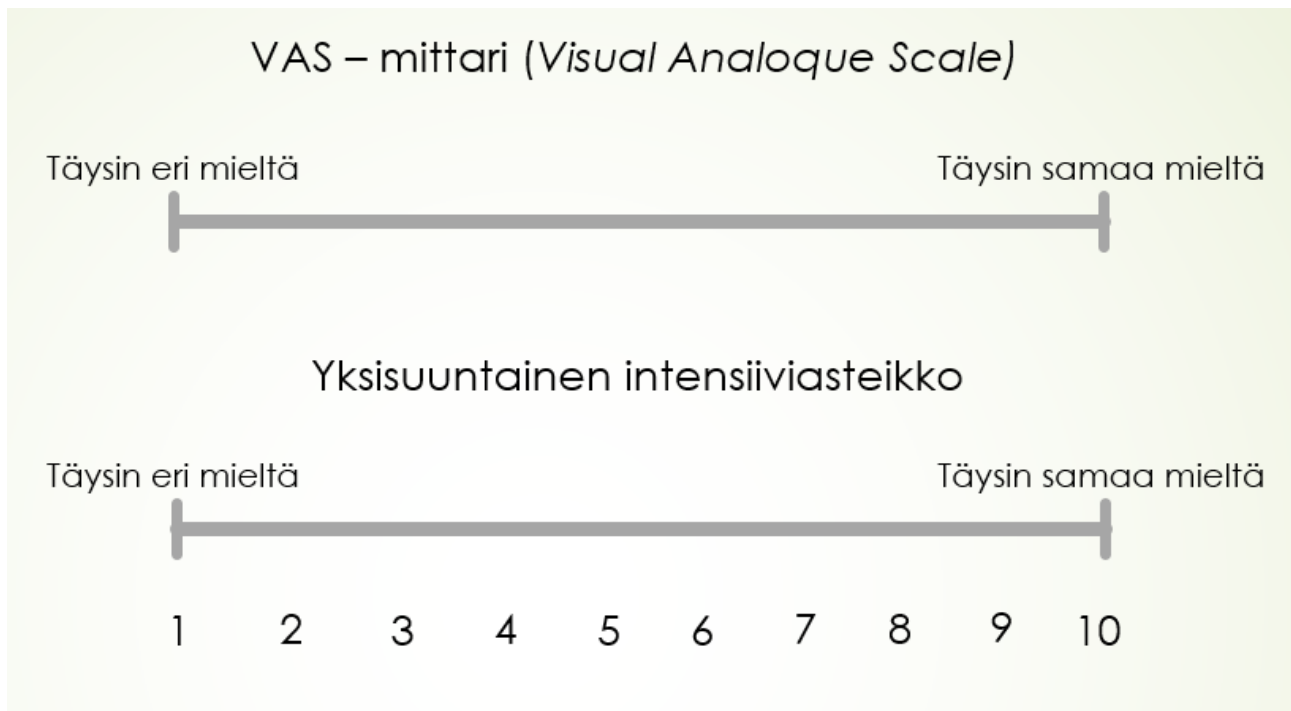 VAS – mittari (Visual Analoque Scale)
Täysin eri mieltä Täysin samaa mieltä
Yksisuuntainen intensiiviasteikko
Täysin eri mieltä Täysin samaa mieltä
1 2 3 4 5 6 7 8 9 10